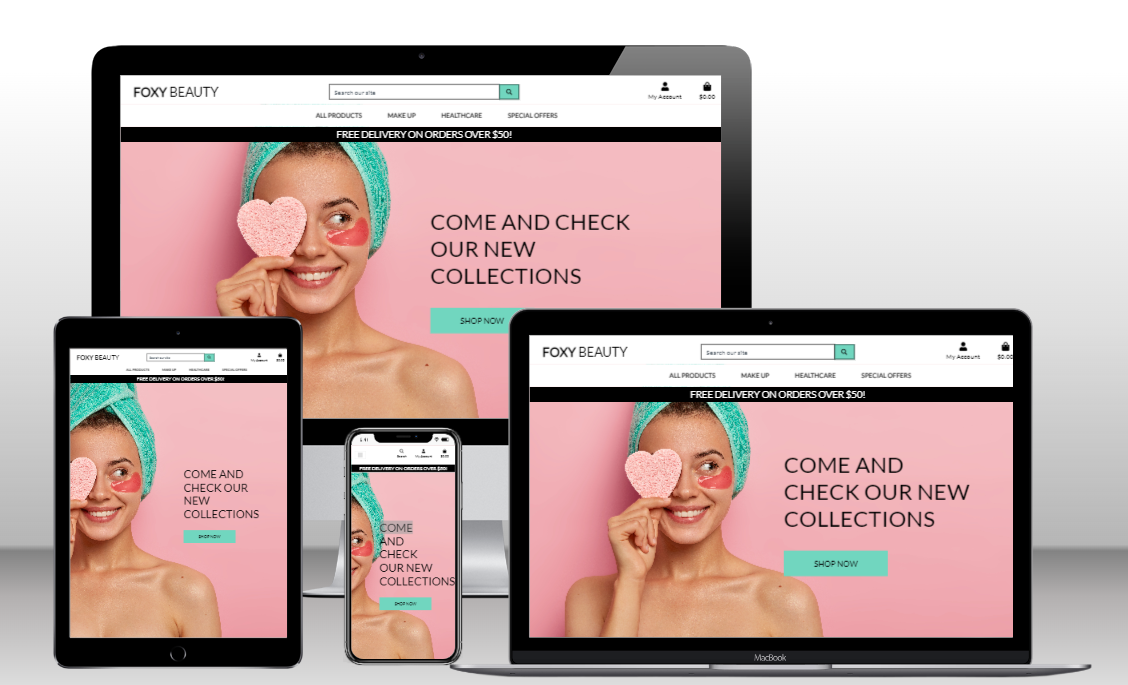 FOXY BEAUTY
Search our site
My Account
$0.00
ALL PRODUCTS MAKE UP HEALTHCARE SPECIAL OFFERS
FREE DELIVERY ON ORDERS OVER $50!
COME AND CHECK
OUR NEW
COLLECTIONS
SHOP NOW
FOXY BEAUTY
Search our site
My Account
$0.00
ALL PRODUCTS MAKE UP HEALTHCARE SPECIAL OFFERS
FREE DELIVERY ON ORDERS OVER $50!
COME AND
CHECK OUR
NEW
COLLECTIONS
SHOP NOW
Search
My Account
$0.00
FREE DELIVERY ON ORDERS OVER $50!
COME
AND
CHECK
OUR NEW
COLLECTIONS
SHOP NOW
FOXY BEAUTY
Search our site
My Account
$0.00
ALL PRODUCTS MAKE UP HEALTHCARE SPECIAL OFFERS
FREE DELIVERY ON ORDERS OVER $50!
COME AND
CHECK OUR NEW
COLLECTIONS
SHOP NOW
MacBook